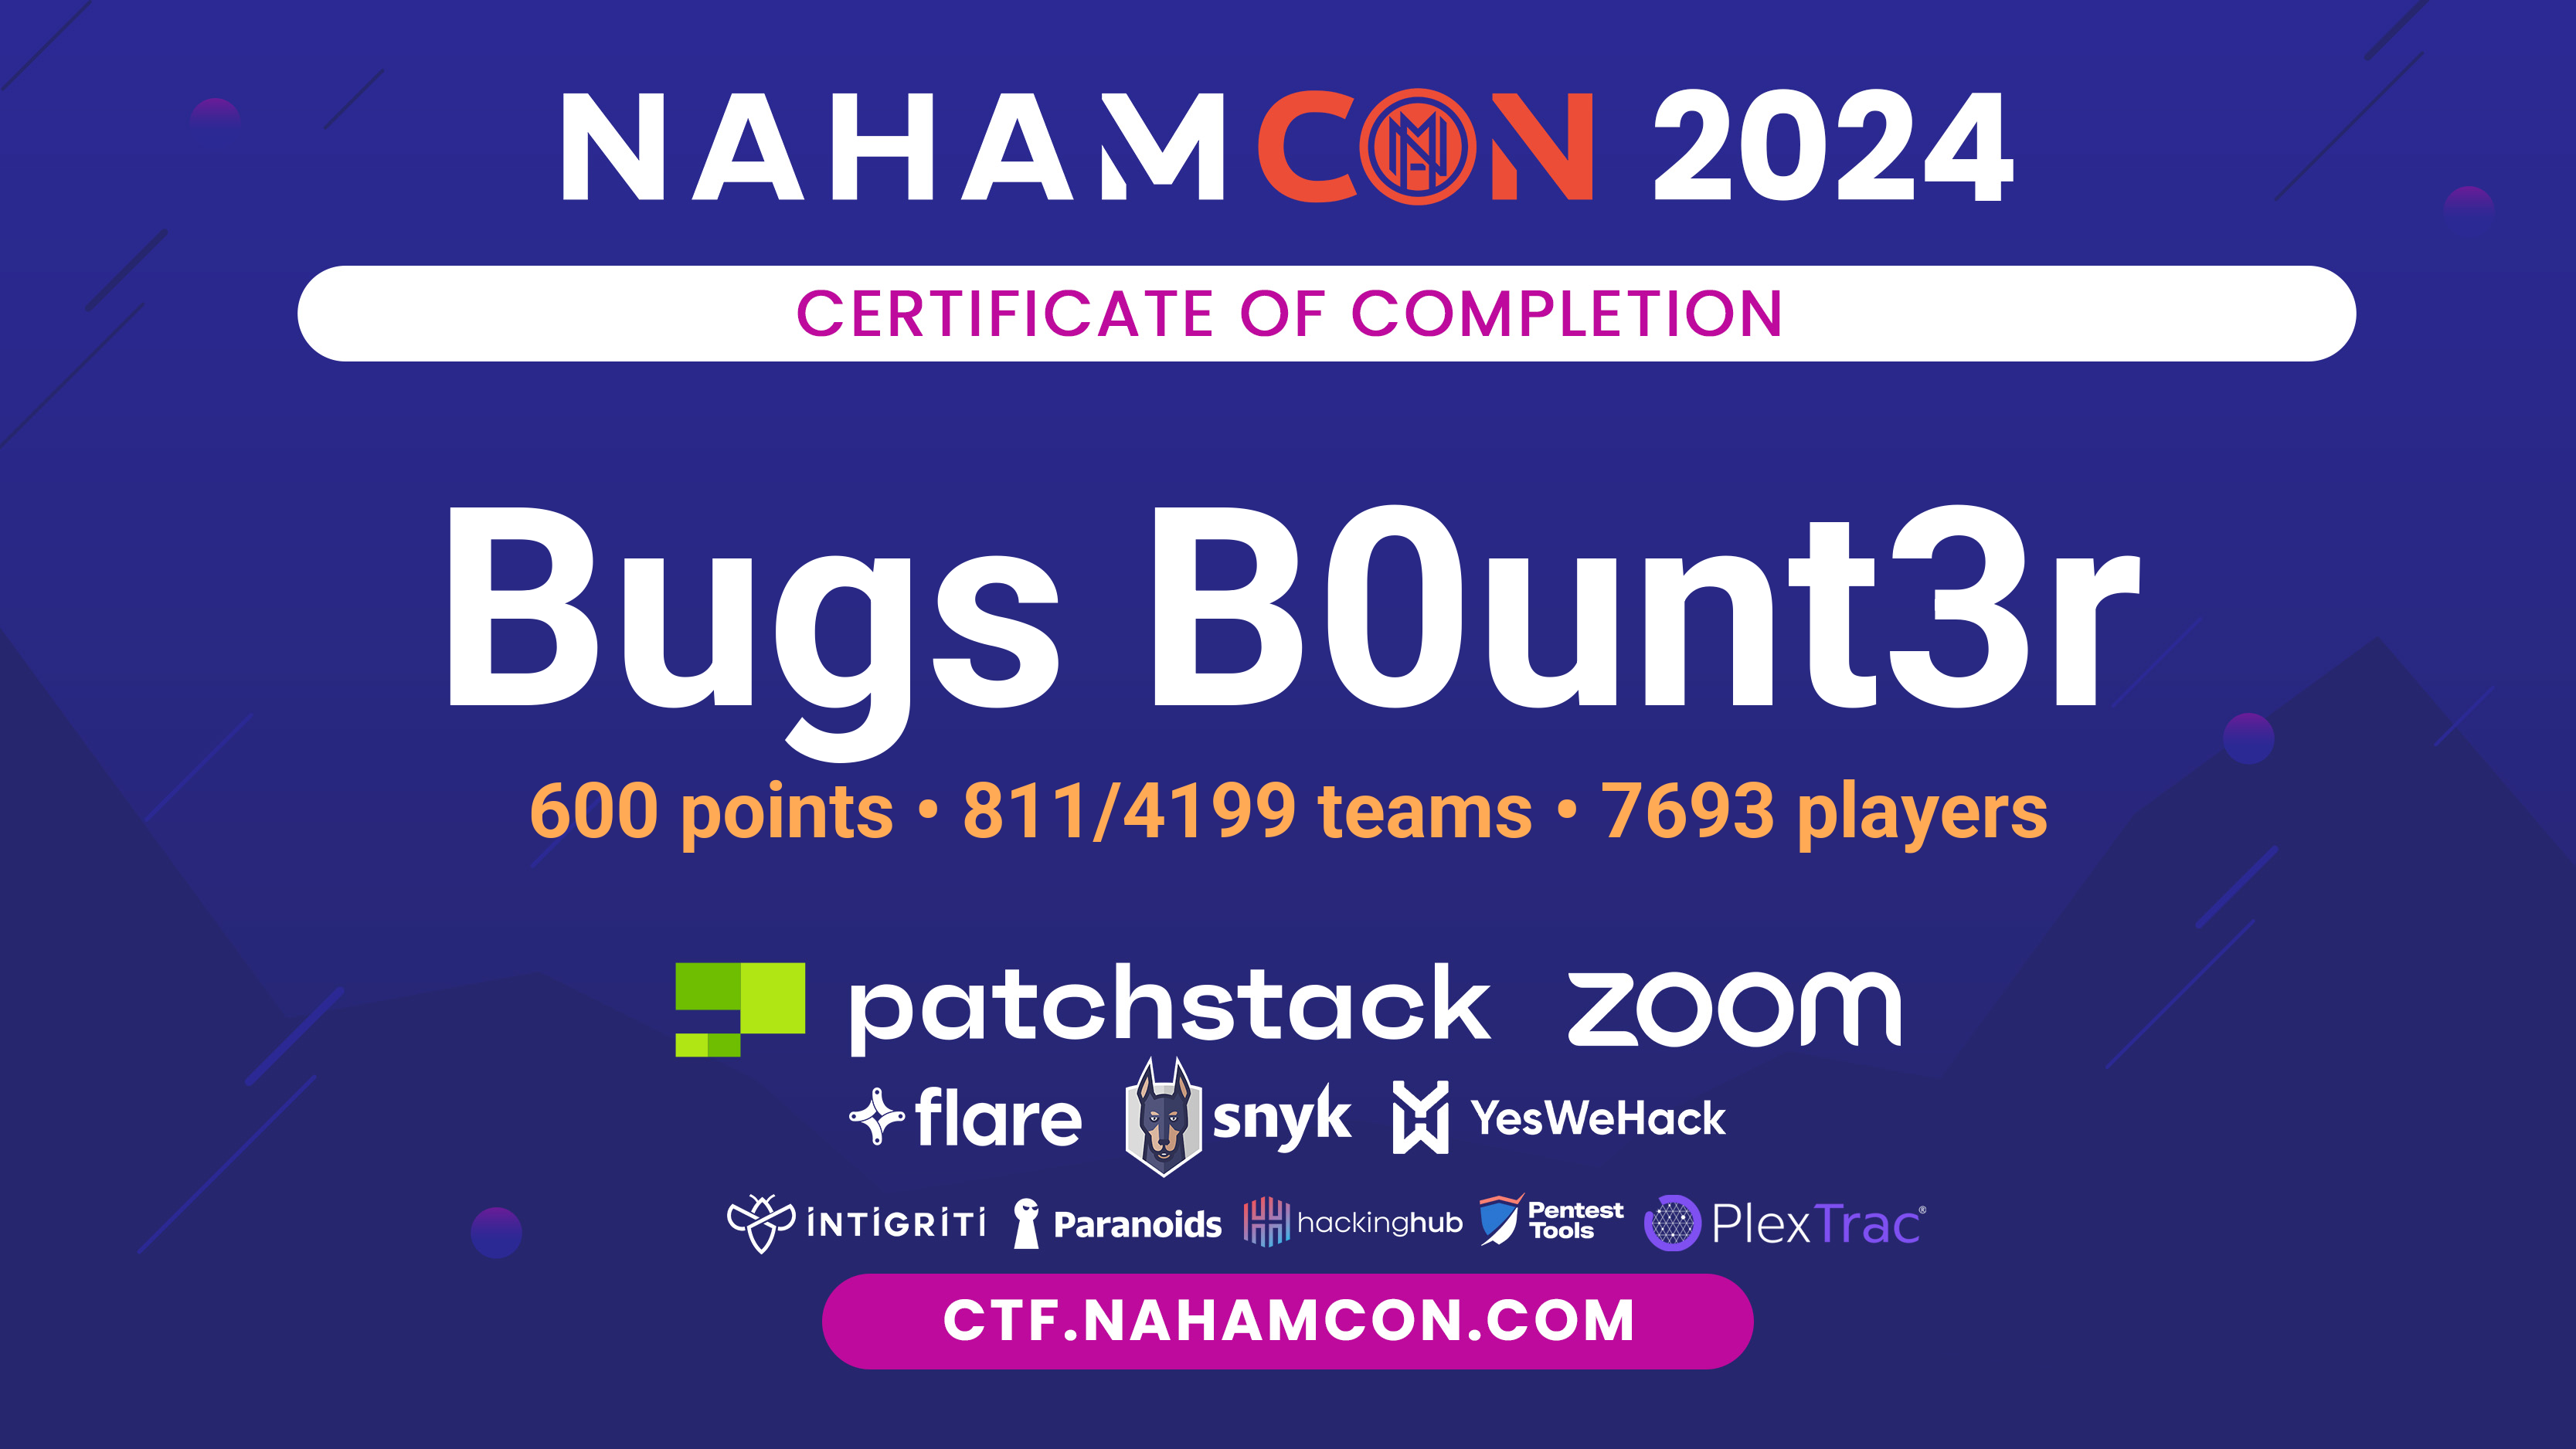 NAHAMCON 2024
CERTIFICATE OF COMPLETION
Bugs B0unt3r
600 points • 811/4199 teams • 7693 players
patchstack zoom
flare snyk YesWeHack
INTIGRITI Paranoids hackinghub Pentest Tools PlexTrac®
CTF.NAHAMCON.COM